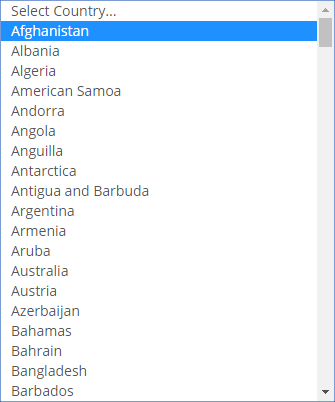 Select Country...
Afghanistan
Albania
Algeria
American Samoa
Andorra
Angola
Anguilla
Antarctica
Antigua and Barbuda
Argentina
Armenia
Aruba
Australia
Austria
Azerbaijan
Bahamas
Bahrain
Bangladesh
Barbados